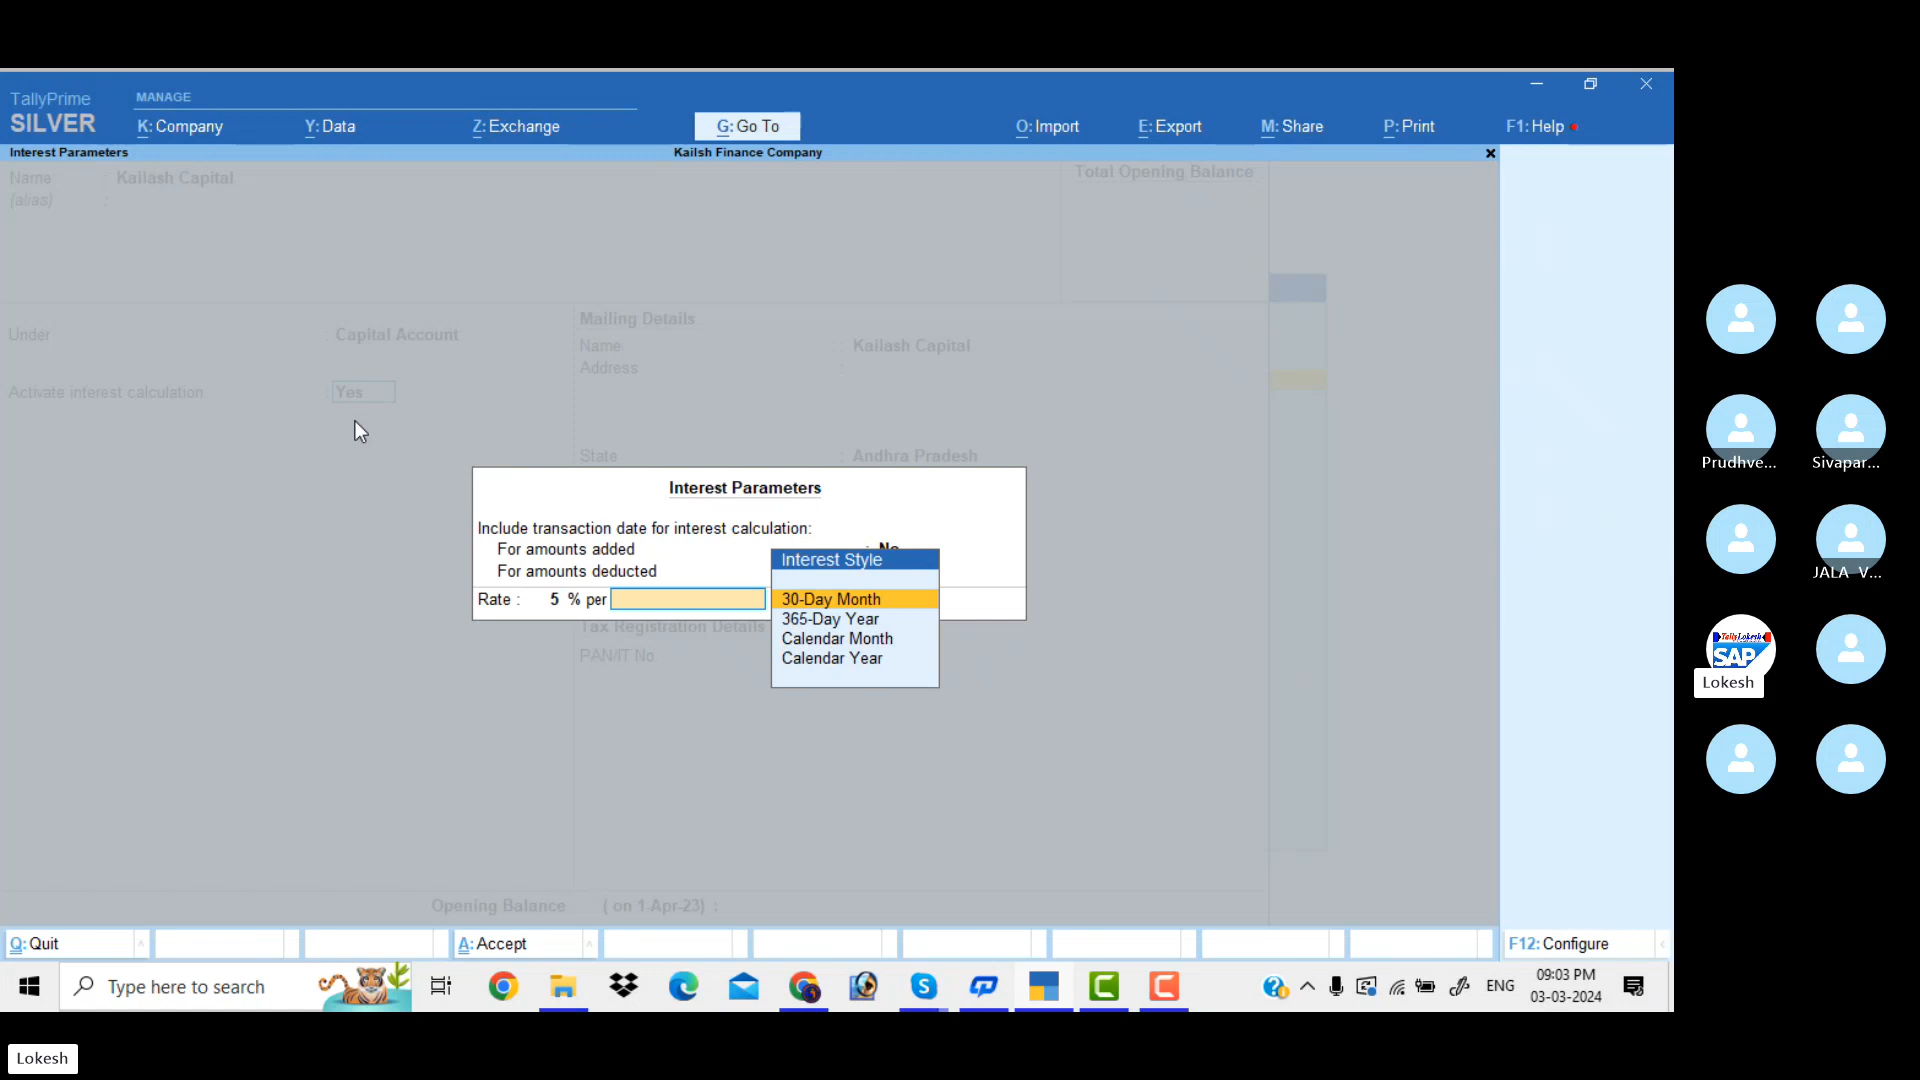 TallyPrime
SILVER
MANAGE
K: Company
Y: Data
Z: Exchange
G: Go To
O: Import
E: Export
M: Share
P: Print
F1: Help
Interest Parameters
Kailsh Finance Company
Name : Kailash Capital
(alias) :
Total Opening Balance
Under : Capital Account
Activate interest calculation : Yes
Mailing Details
Name : Kailash Capital
Address :
State : Andhra Pradesh
Interest Parameters
Include transaction date for interest calculation:
For amounts added : No
For amounts deducted
Rate : 5 % per
Interest Style
30-Day Month
365-Day Year
Calendar Month
Calendar Year
Tax Registration Details
PAN/IT No.
Opening Balance ( on 1-Apr-23) :
Q: Quit
A: Accept
F12: Configure
Type here to search
ENG
09:03 PM
03-03-2024
Prudhve...
Sivapar...
JALA V...
TallyLokesh
SAP
Lokesh
Lokesh